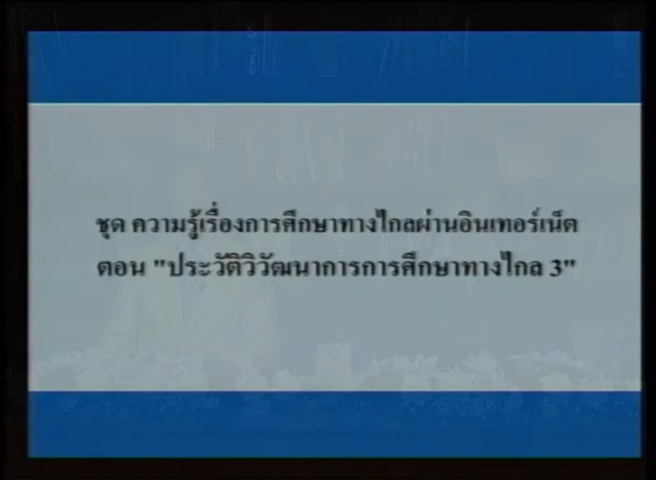 ชุด ความรู้เรื่องการศึกษาทางไกลผ่านอินเทอร์เน็ต
ตอน "ประวัติวิวัฒนาการการศึกษาทางไกล 3"